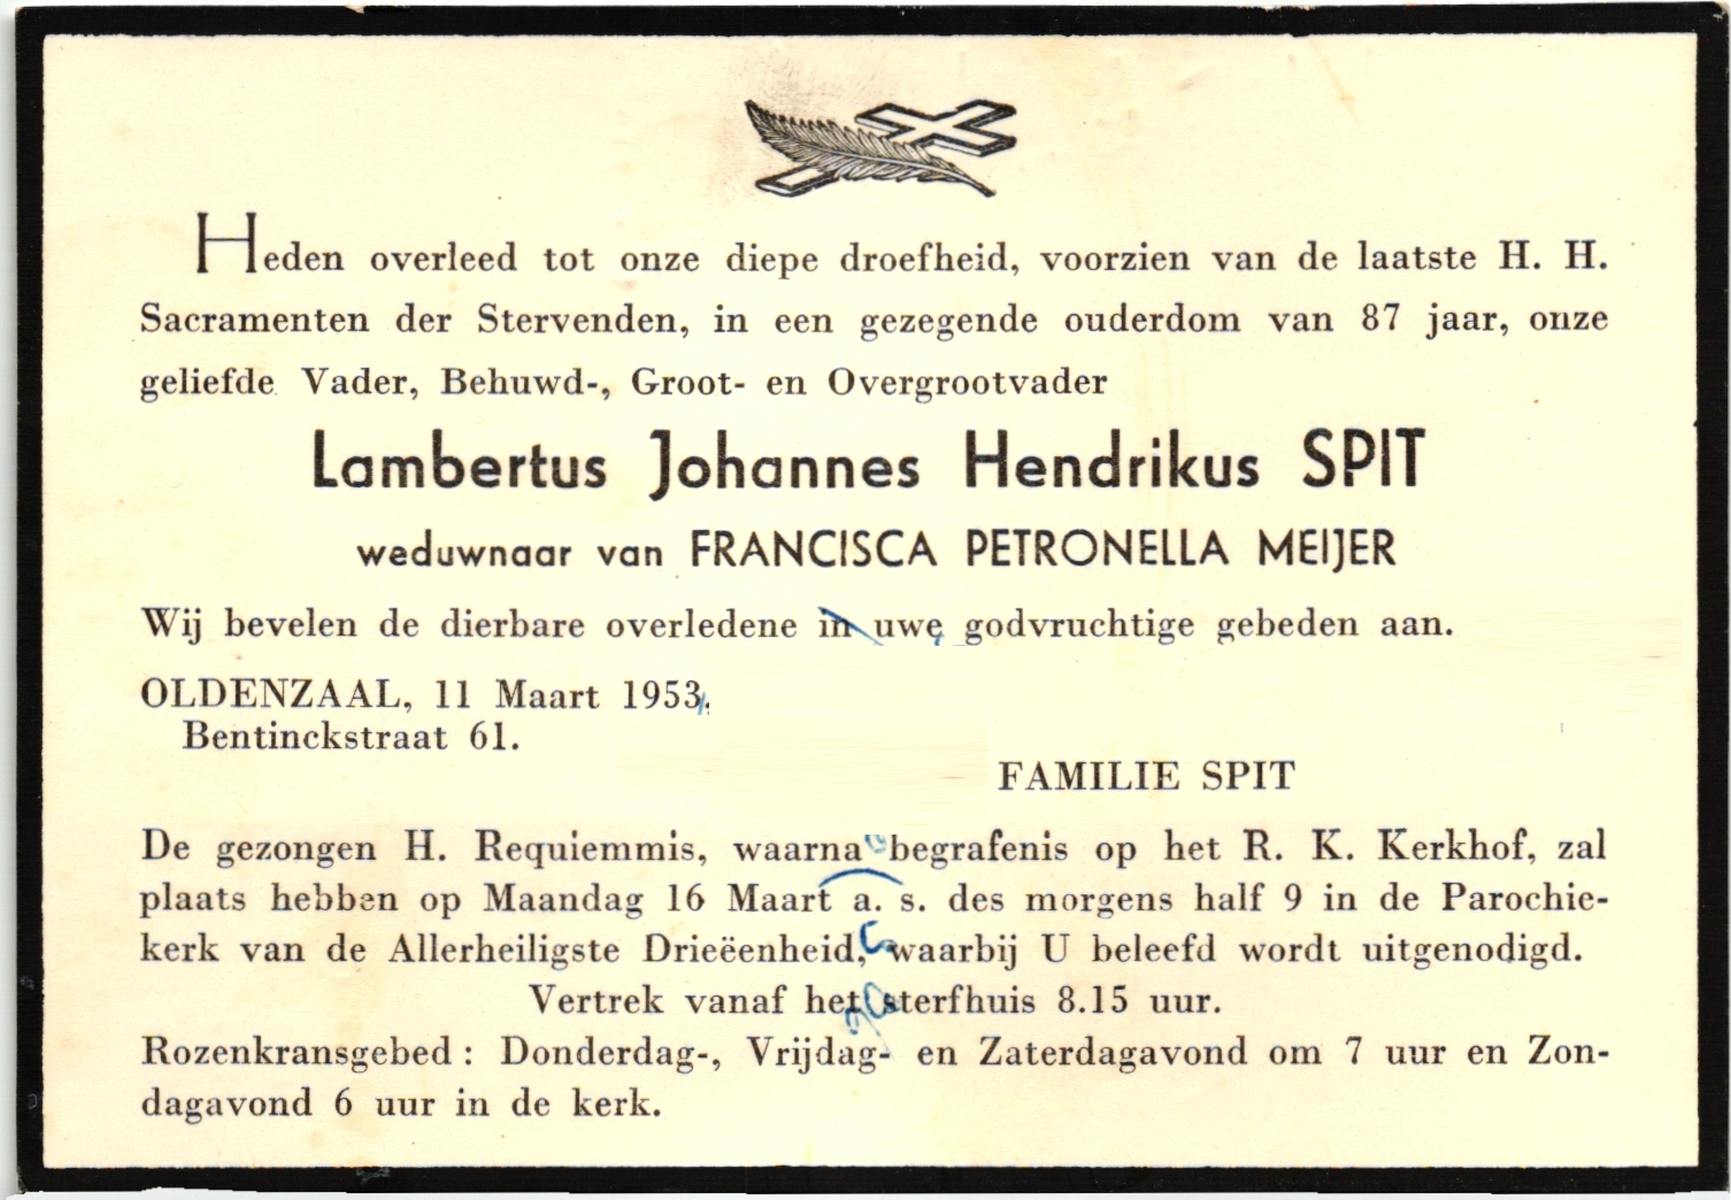 Heden overleed tot onze diepe droefheid, voorzien van de laatste H. H.
Sacramenten der Stervenden, in een gezegende ouderdom van 87 jaar, onze
geliefde Vader, Behuwd-, Groot- en Overgrootvader
Lambertus Johannes Hendrikus SPIT
weduwnaar van FRANCISCA PETRONELLA MEIJER
Wij bevelen de dierbare overledene in uwe godvruchtige gebeden aan.
OLDENZAAL, 11 Maart 1953.
Bentinckstraat 61.
FAMILIE SPIT
De gezongen H. Requiemmis, waarna begrafenis op het R. K. Kerkhof, zal
plaats hebben op Maandag 16 Maart a. s. des morgens half 9 in de Parochie-
kerk van de Allerheiligste Drieëenheid, waarbij U beleefd wordt uitgenodigd.
Vertrek vanaf het sterfhuis 8.15 uur.
Rozenkransgebed : Donderdag-, Vrijdag- en Zaterdagavond om 7 uur en Zon-
dagavond 6 uur in de kerk.